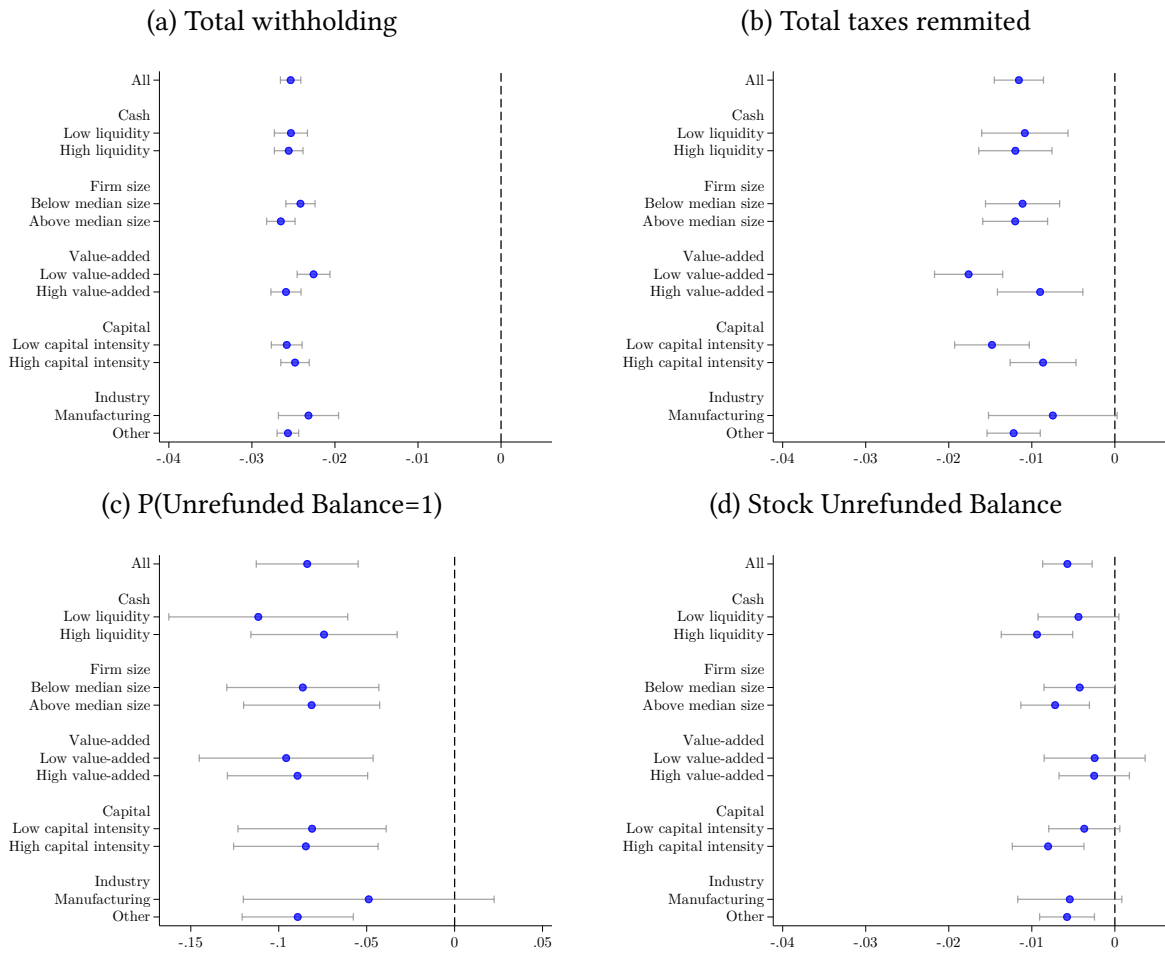 (a) Total withholding
All
Cash
Low liquidity
High liquidity
Firm size
Below median size
Above median size
Value-added
Low value-added
High value-added
Capital
Low capital intensity
High capital intensity
Industry
Manufacturing
Other
-.04 -.03 -.02 -.01 0
(b) Total taxes remmited
All
Cash
Low liquidity
High liquidity
Firm size
Below median size
Above median size
Value-added
Low value-added
High value-added
Capital
Low capital intensity
High capital intensity
Industry
Manufacturing
Other
-.04 -.03 -.02 -.01 0
(c) P(Unrefunded Balance=1)
All
Cash
Low liquidity
High liquidity
Firm size
Below median size
Above median size
Value-added
Low value-added
High value-added
Capital
Low capital intensity
High capital intensity
Industry
Manufacturing
Other
-.15 -.1 -.05 0 .05
(d) Stock Unrefunded Balance
All
Cash
Low liquidity
High liquidity
Firm size
Below median size
Above median size
Value-added
Low value-added
High value-added
Capital
Low capital intensity
High capital intensity
Industry
Manufacturing
Other
-.04 -.03 -.02 -.01 0